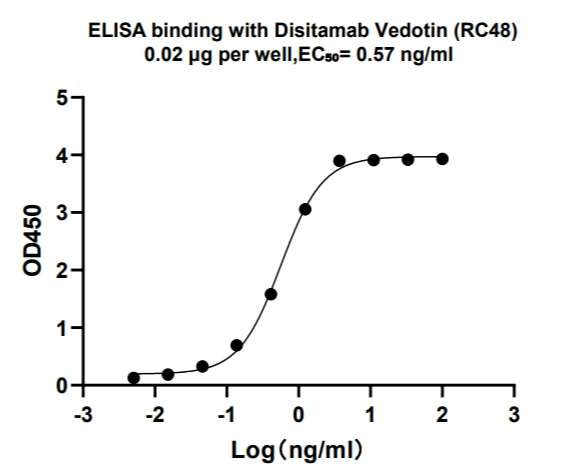 ELISA binding with Disitamab Vedotin (RC48)
0.02 μg per well,EC₅₀= 0.57 ng/ml
5
4
3
2
1
0
OD450
-3 -2 -1 0 1 2 3
Log(ng/ml)